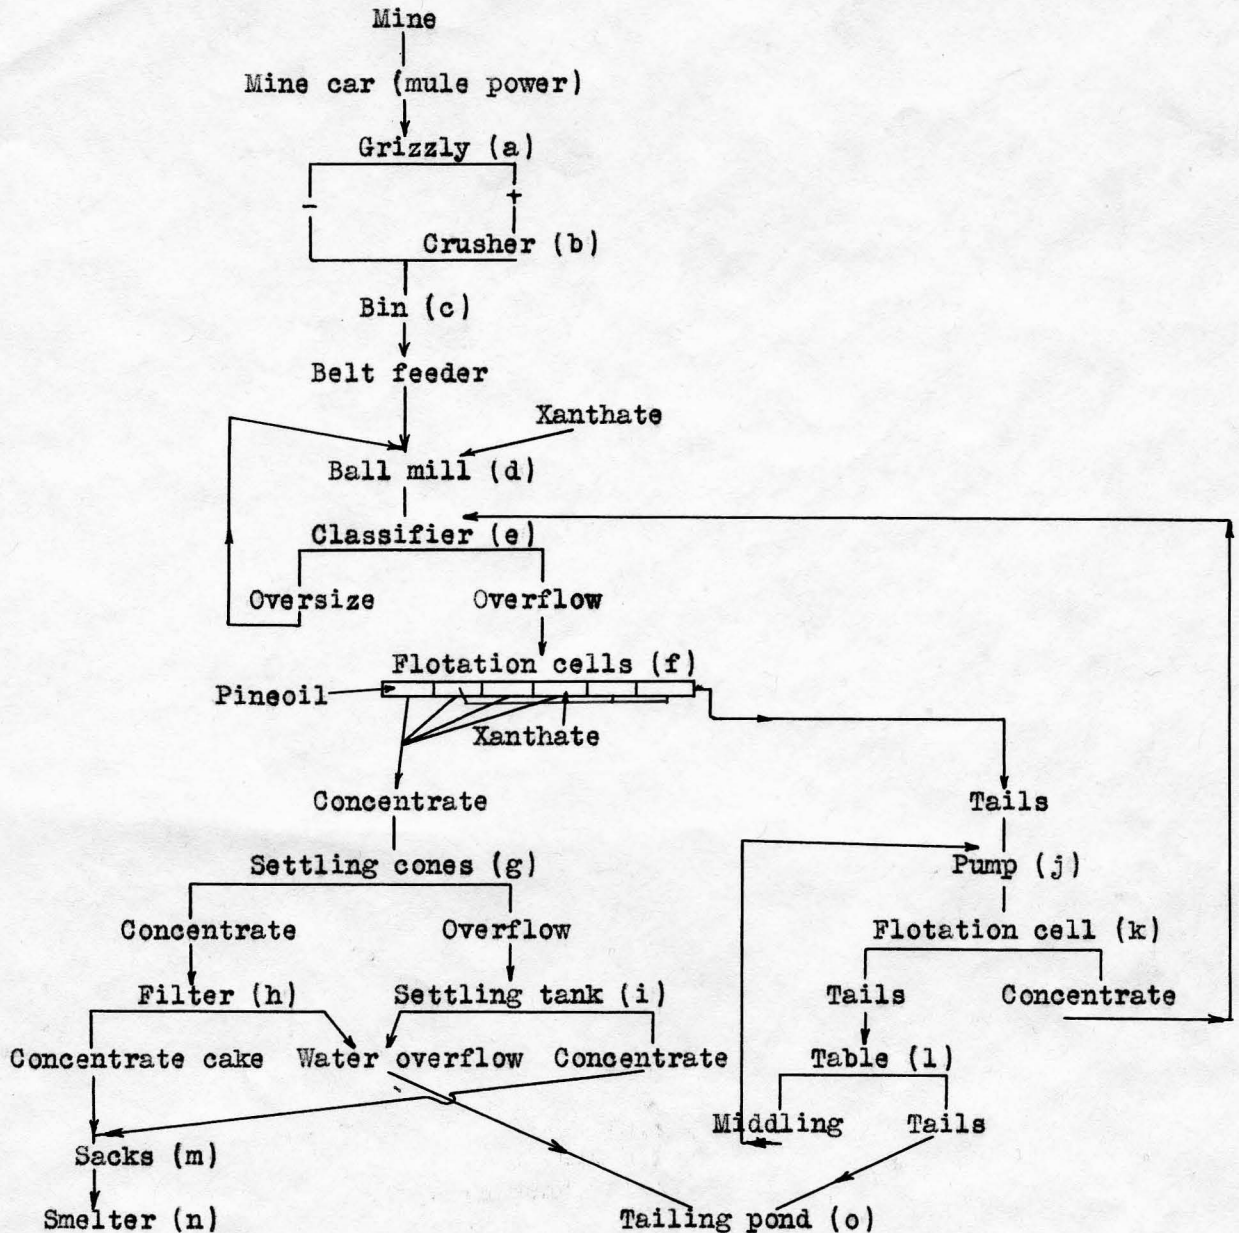 Mine
Mine car (mule power)
Grizzly (a)
- +
Crusher (b)
Bin (c)
Belt feeder
Xanthate
Ball mill (d)
Classifier (e)
Oversize Overflow
Flotation cells (f)
Pineoil
Xanthate
Concentrate Tails
Settling cones (g) Pump (j)
Concentrate Overflow Flotation cell (k)
Filter (h) Settling tank (i) Tails Concentrate
Concentrate cake Water overflow Concentrate Table (l)
Middling Tails
Sacks (m)
Smelter (n) Tailing pond (o)